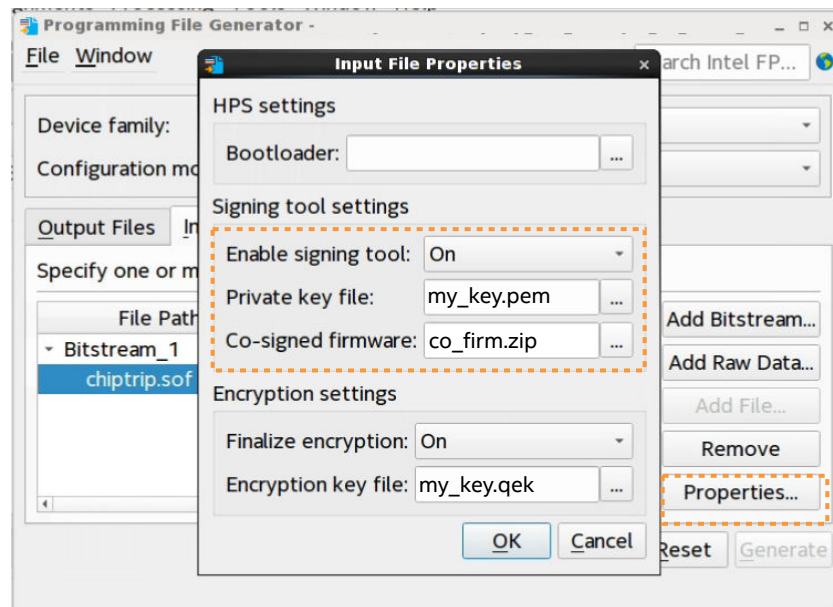 Programming File Generator -
File Window
arch Intel FP...
Input File Properties
HPS settings
Bootloader:
...
Signing tool settings
Enable signing tool: On
Private key file: my_key.pem ...
Co-signed firmware: co_firm.zip ...
Encryption settings
Finalize encryption: On
Encryption key file: my_key.qek ...
OK Cancel
Device family:
Configuration mo
Output Files In
Specify one or m
File Path
Bitstream_1
chiptrip.sof
Add Bitstream...
Add Raw Data...
Add File...
Remove
Properties...
Reset Generate